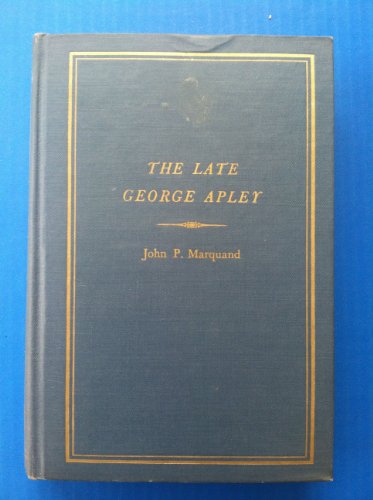 THE LATE
GEORGE APLEY
John P. Marquand